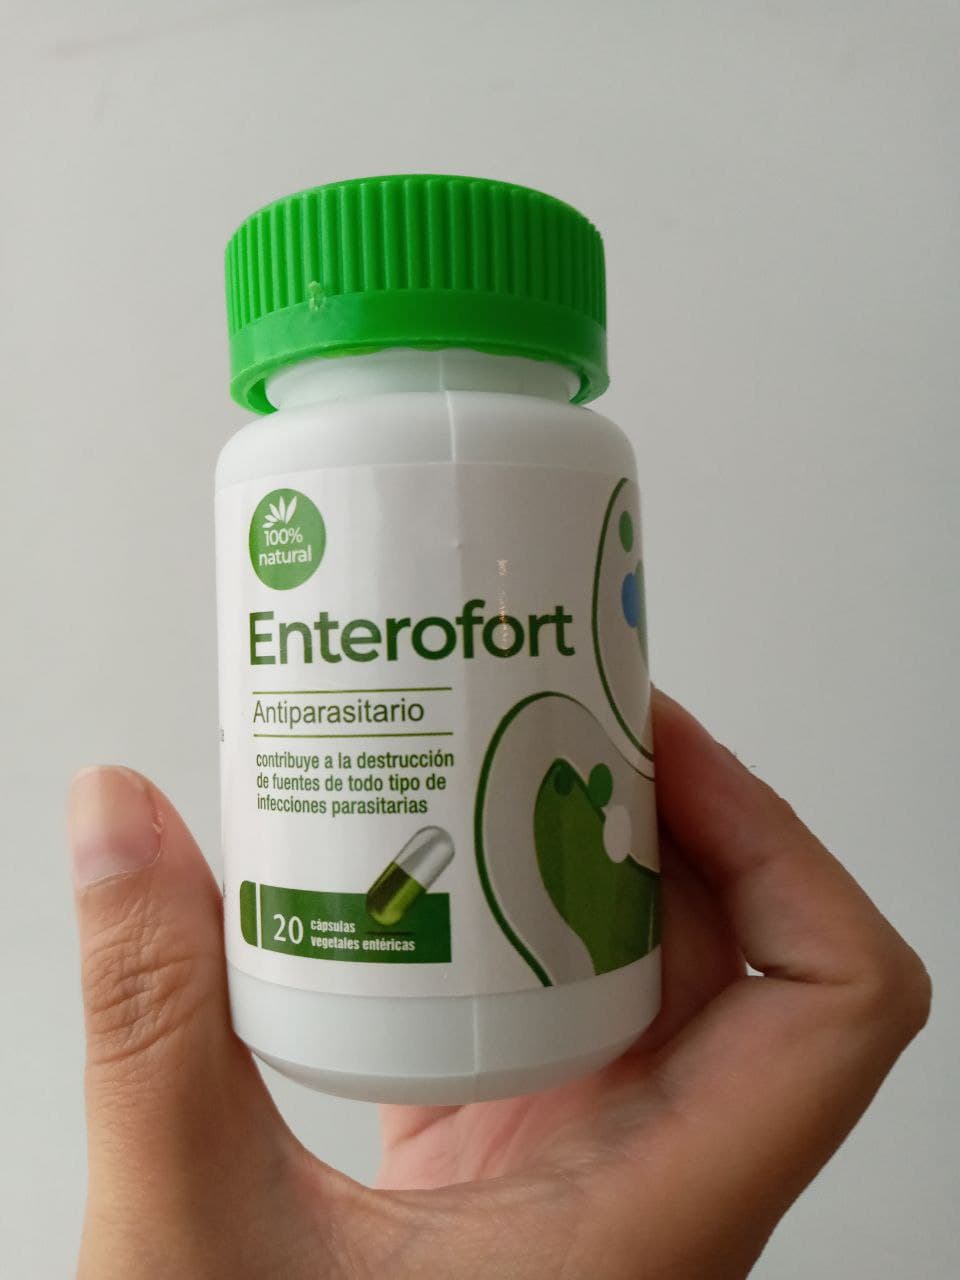 100%
natural
Enterofort
Antiparasitario
contribuye a la destrucción
de fuentes de todo tipo de
infecciones parasitarias
20 cápsulas
vegetales entéricas